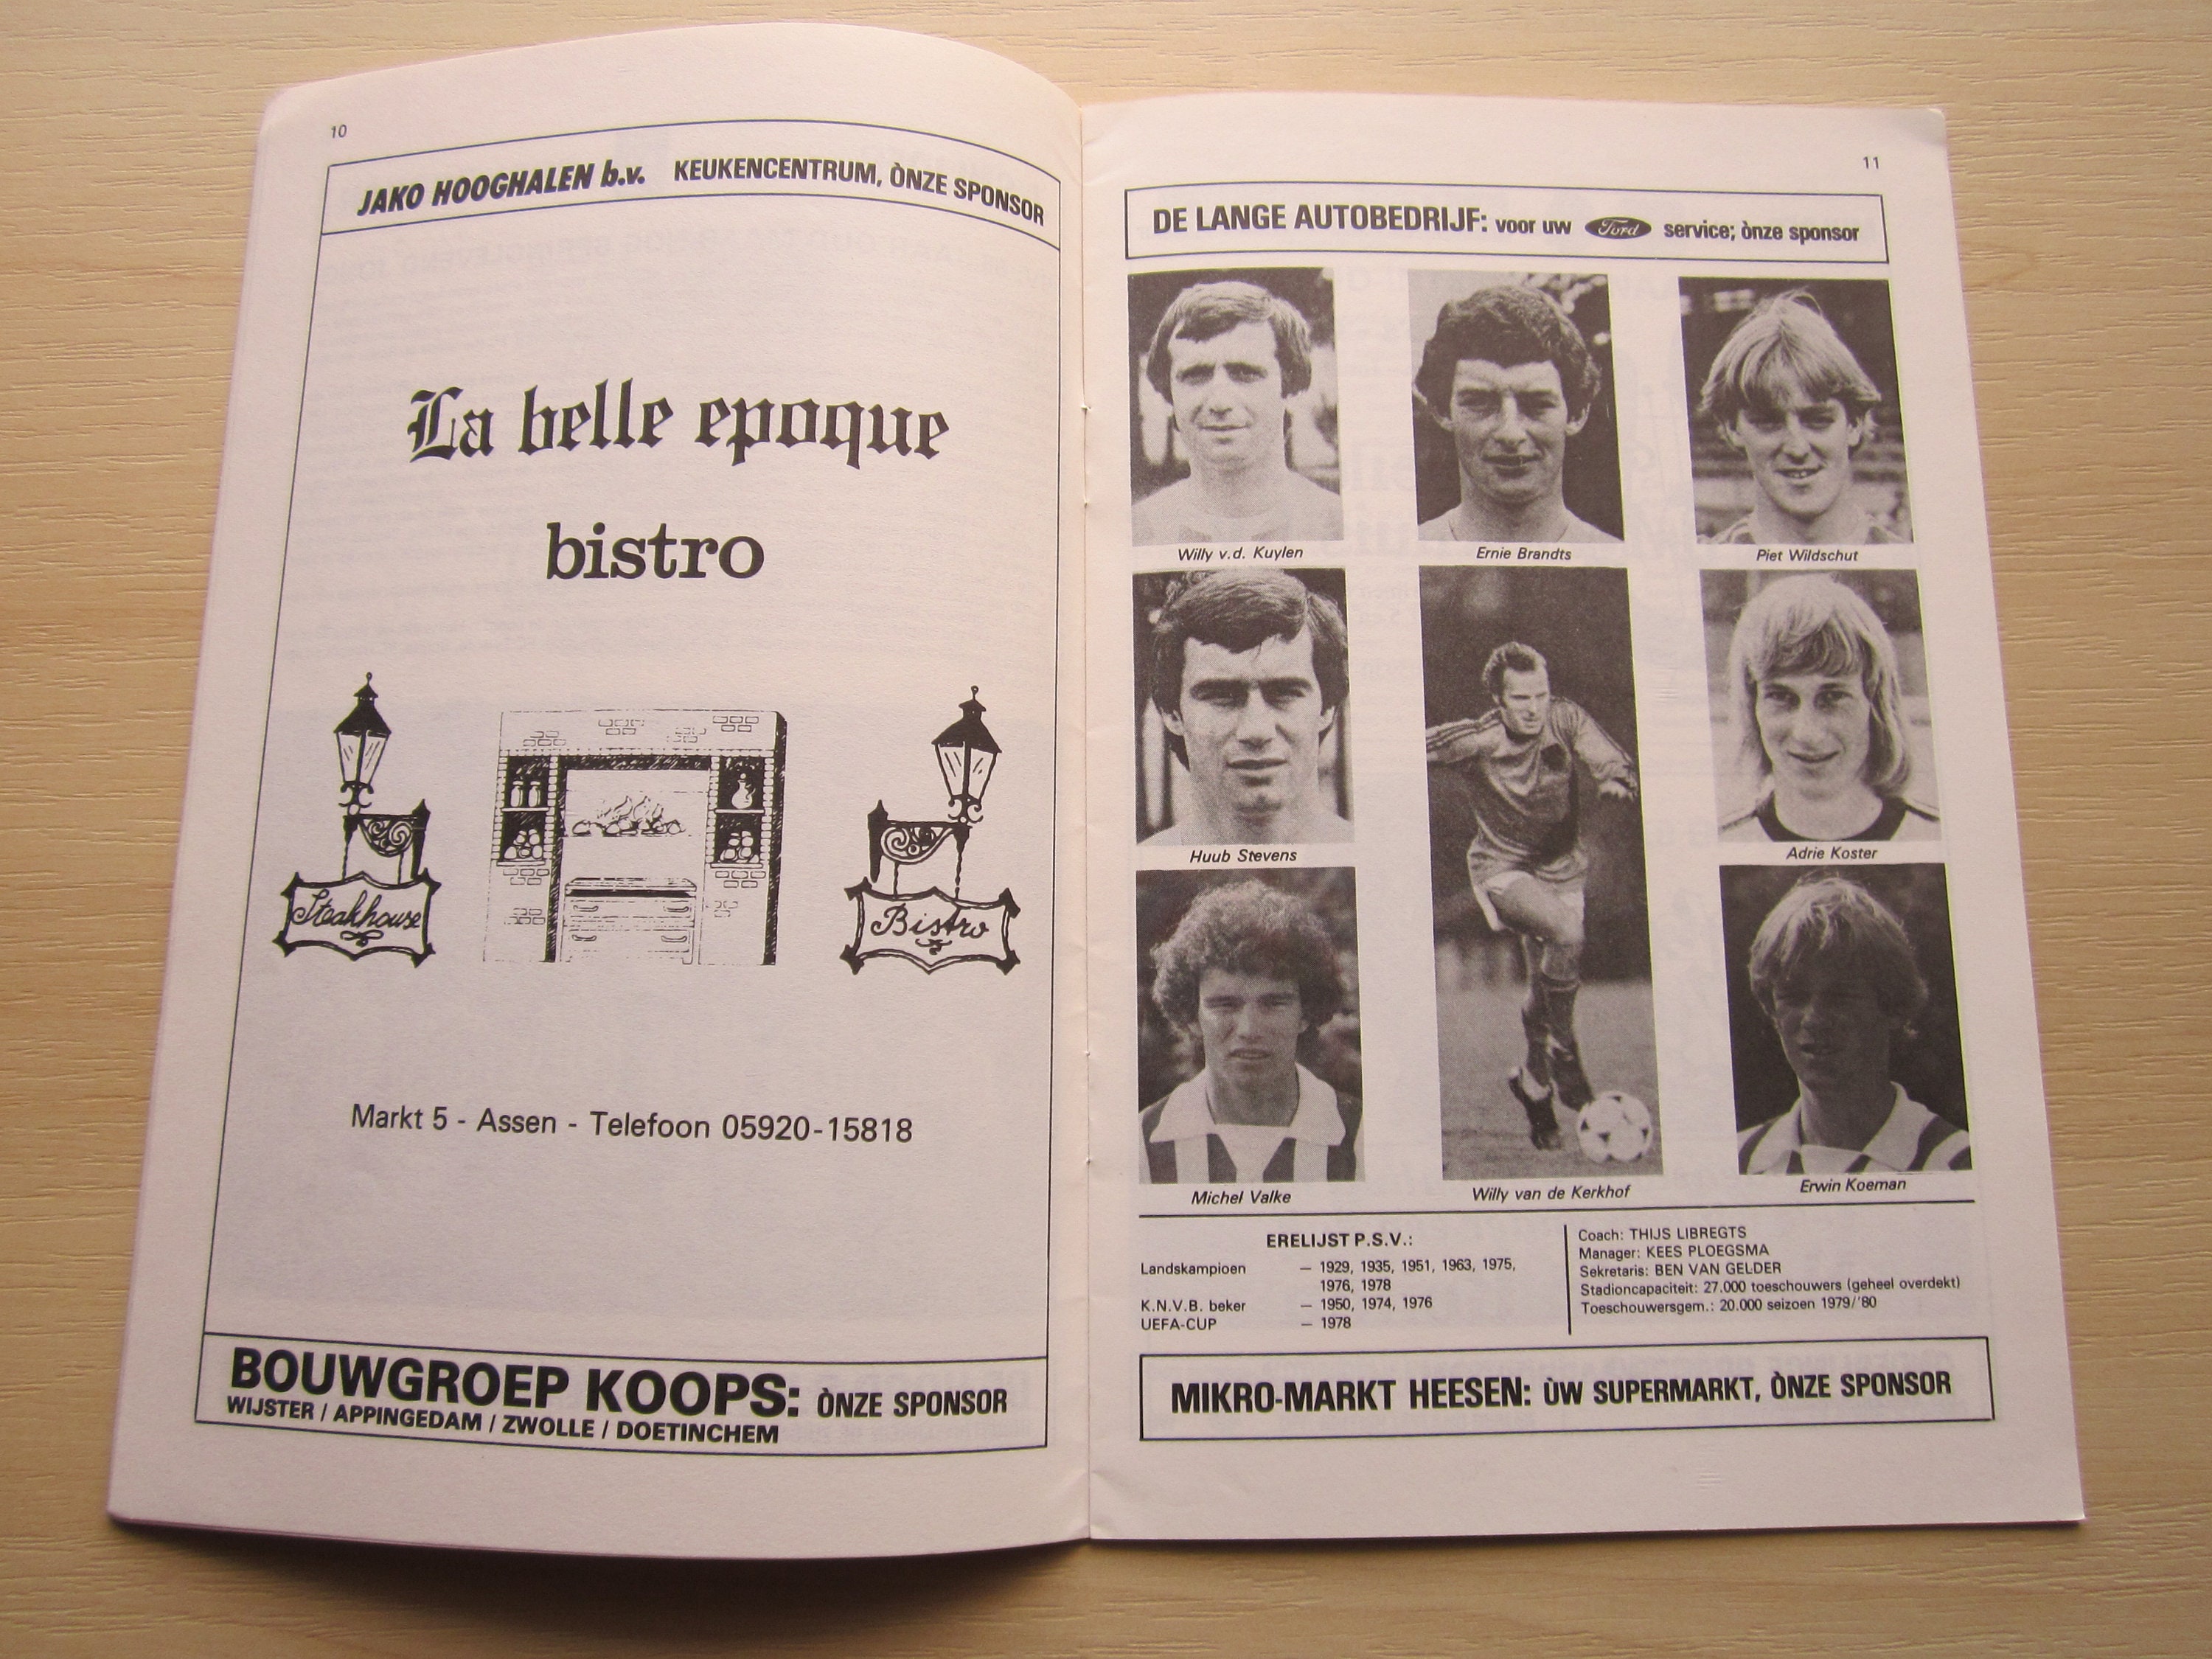 10
JAKO HOOGHALEN b.v. KEUKENCENTRUM, ÒNZE SPONSOR
La belle epoque
bistro
Steakhouse
Bistro
Markt 5 - Assen - Telefoon 05920-15818
BOUWGROEP KOOPS: ÒNZE SPONSOR
WIJSTER / APPINGEDAM / ZWOLLE / DOETINCHEM
11
DE LANGE AUTOBEDRIJF: voor uw Ford service; ònze sponsor
Willy v.d. Kuylen
Ernie Brandts
Piet Wildschut
Huub Stevens
Adrie Koster
Michel Valke
Willy van de Kerkhof
Erwin Koeman
ERELIJST P.S.V.:
Landskampioen — 1929, 1935, 1951, 1963, 1975,
1976, 1978
K.N.V.B. beker — 1950, 1974, 1976
UEFA-CUP — 1978
Coach: THIJS LIBREGTS
Manager: KEES PLOEGSMA
Sekretaris: BEN VAN GELDER
Stadioncapaciteit: 27.000 toeschouwers (geheel overdekt)
Toeschouwersgem.: 20.000 seizoen 1979/'80
MIKRO-MARKT HEESEN: ÙW SUPERMARKT, ÒNZE SPONSOR